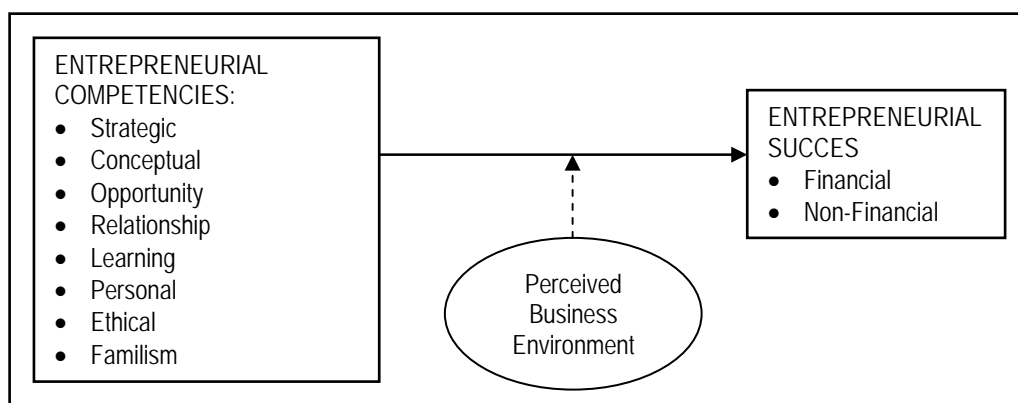 ENTREPRENEURIAL
COMPETENCIES:
• Strategic
• Conceptual
• Opportunity
• Relationship
• Learning
• Personal
• Ethical
• Familism
Perceived
Business
Environment
ENTREPRENEURIAL
SUCCES
• Financial
• Non-Financial